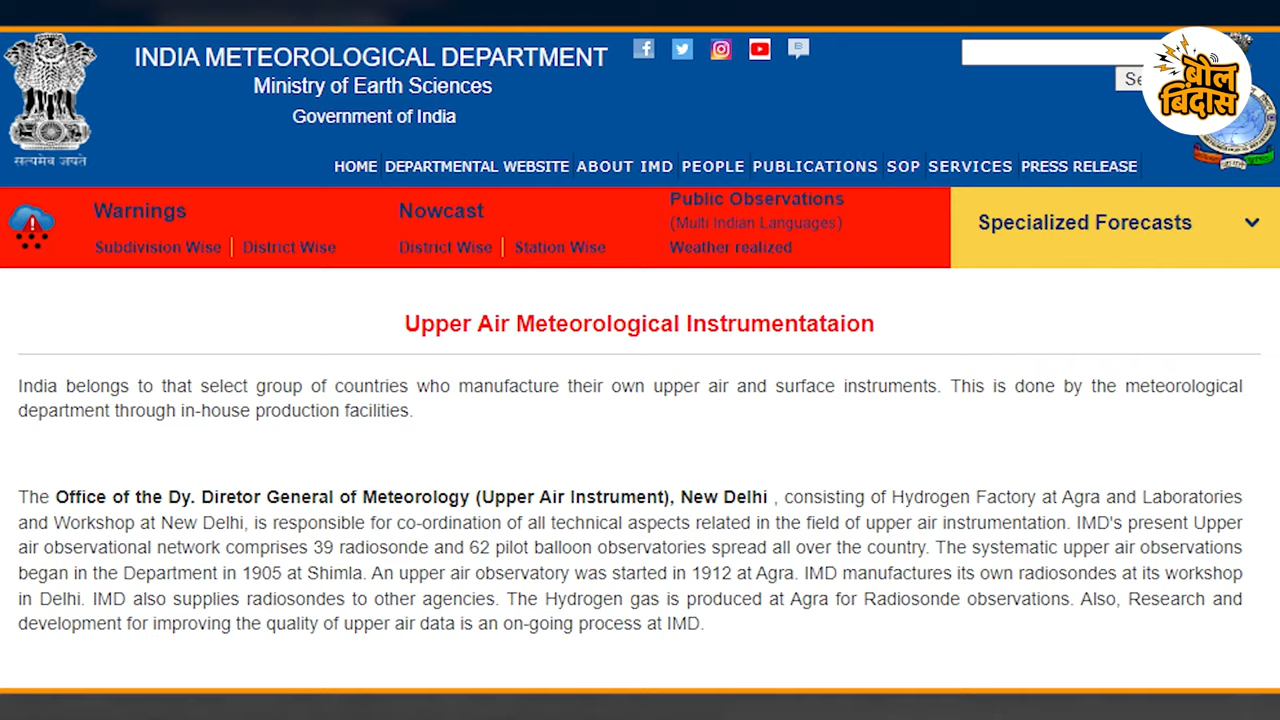 INDIA METEOROLOGICAL DEPARTMENT
Ministry of Earth Sciences
Government of India
सत्यमेव जयते
Se
बोल
बिंदास
HOME DEPARTMENTAL WEBSITE ABOUT IMD PEOPLE PUBLICATIONS SOP SERVICES PRESS RELEASE
Warnings
Subdivision Wise District Wise
Nowcast
District Wise Station Wise
Public Observations
(Multi Indian Languages)
Weather realized
Specialized Forecasts
Upper Air Meteorological Instrumentataion
India belongs to that select group of countries who manufacture their own upper air and surface instruments. This is done by the meteorological
department through in-house production facilities.
The Office of the Dy. Diretor General of Meteorology (Upper Air Instrument), New Delhi , consisting of Hydrogen Factory at Agra and Laboratories
and Workshop at New Delhi, is responsible for co-ordination of all technical aspects related in the field of upper air instrumentation. IMD's present Upper
air observational network comprises 39 radiosonde and 62 pilot balloon observatories spread all over the country. The systematic upper air observations
began in the Department in 1905 at Shimla. An upper air observatory was started in 1912 at Agra. IMD manufactures its own radiosondes at its workshop
in Delhi. IMD also supplies radiosondes to other agencies. The Hydrogen gas is produced at Agra for Radiosonde observations. Also, Research and
development for improving the quality of upper air data is an on-going process at IMD.